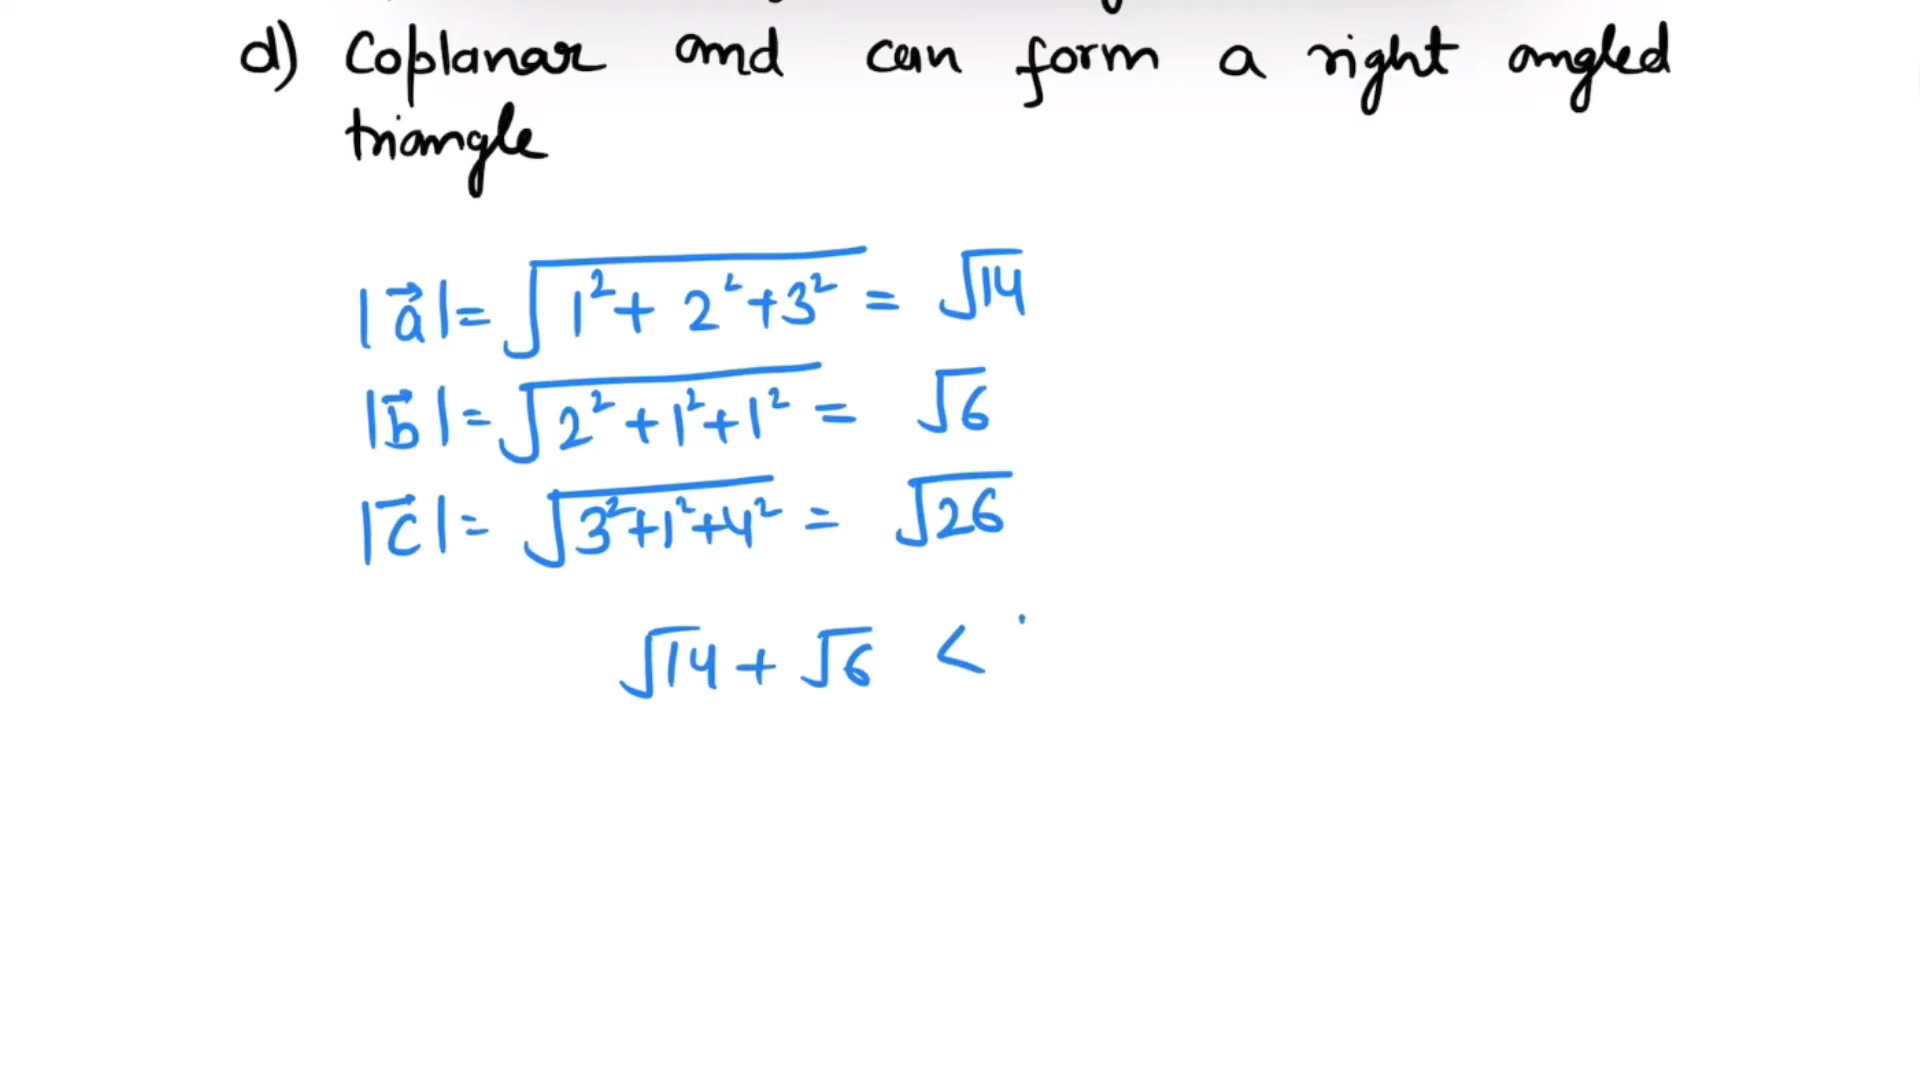 d) Coplanar and can form a right angled
triangle
|a⃗|= √(1² + 2² + 3²) = √14
|b⃗|= √(2² + 1² + 1²) = √6
|c⃗|= √(3² + 1² + 4²) = √26
√14 + √6 <